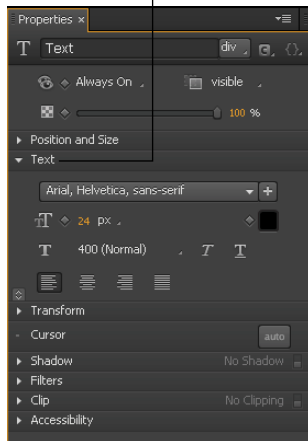 Properties ×
T Text div
Always On visible
100 %
Position and Size
Text
Arial, Helvetica, sans-serif +
T 24 px
T 400 (Normal) T T
Transform
Cursor auto
Shadow No Shadow
Filters
Clip No Clipping
Accessibility